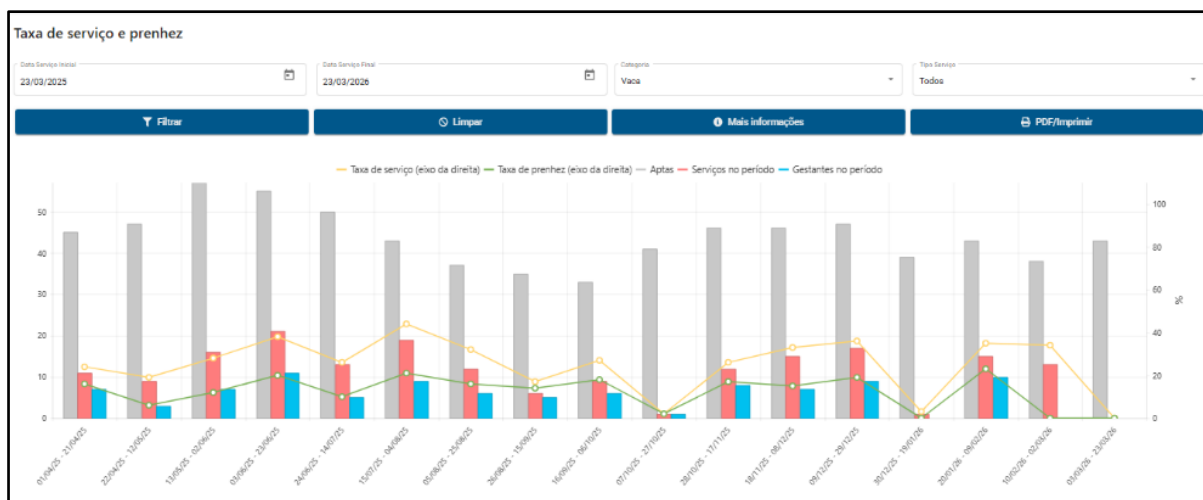 Taxa de serviço e prenhez
Data Serviço Inicial
23/03/2025
Data Serviço Final
23/03/2026
Categoria
Vaca
Tipo Serviço
Todos
Filtrar
Limpar
Mais informações
PDF/Imprimir
Taxa de serviço (eixo da direita) Taxa de prenhez (eixo da direita) Aptas Serviços no período Gestantes no período
50
40
30
20
10
0
100
80
60
40
20
0
%
01/04/25 - 21/04/25
22/04/25 - 12/05/25
13/05/25 - 02/06/25
03/06/25 - 23/06/25
24/06/25 - 14/07/25
15/07/25 - 04/08/25
05/08/25 - 25/08/25
26/08/25 - 15/09/25
16/09/25 - 06/10/25
07/10/25 - 27/10/25
28/10/25 - 17/11/25
18/11/25 - 08/12/25
09/12/25 - 29/12/25
30/12/25 - 19/01/26
20/01/26 - 09/02/26
10/02/26 - 02/03/26
03/03/26 - 23/03/26